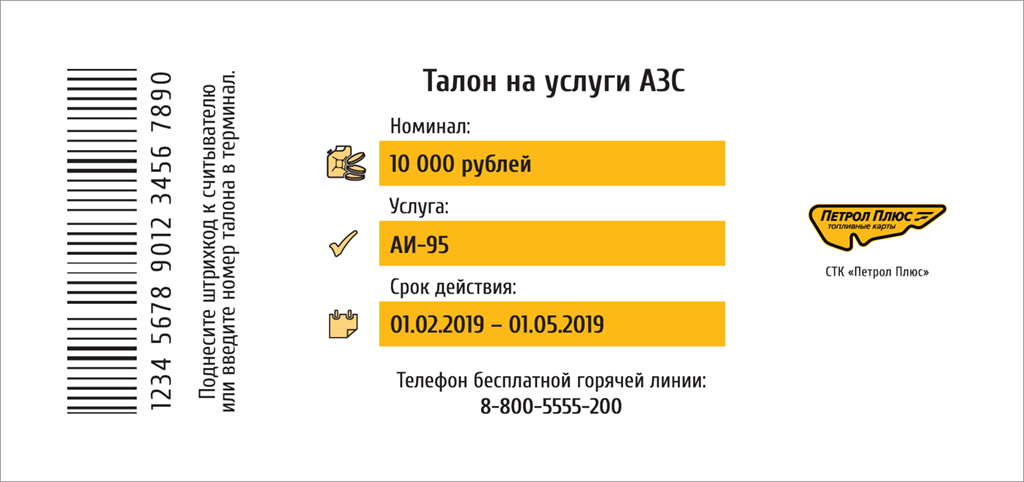 1234 5678 9012 3456 7890
Поднесите штрихкод к считывателю
или введите номер талона в терминал.
Талон на услуги АЗС
Номинал:
10 000 рублей
Услуга:
АИ-95
Срок действия:
01.02.2019 – 01.05.2019
Телефон бесплатной горячей линии:
8-800-5555-200
ПЕТРОЛ ПЛЮС
топливные карты
СТК «Петрол Плюс»